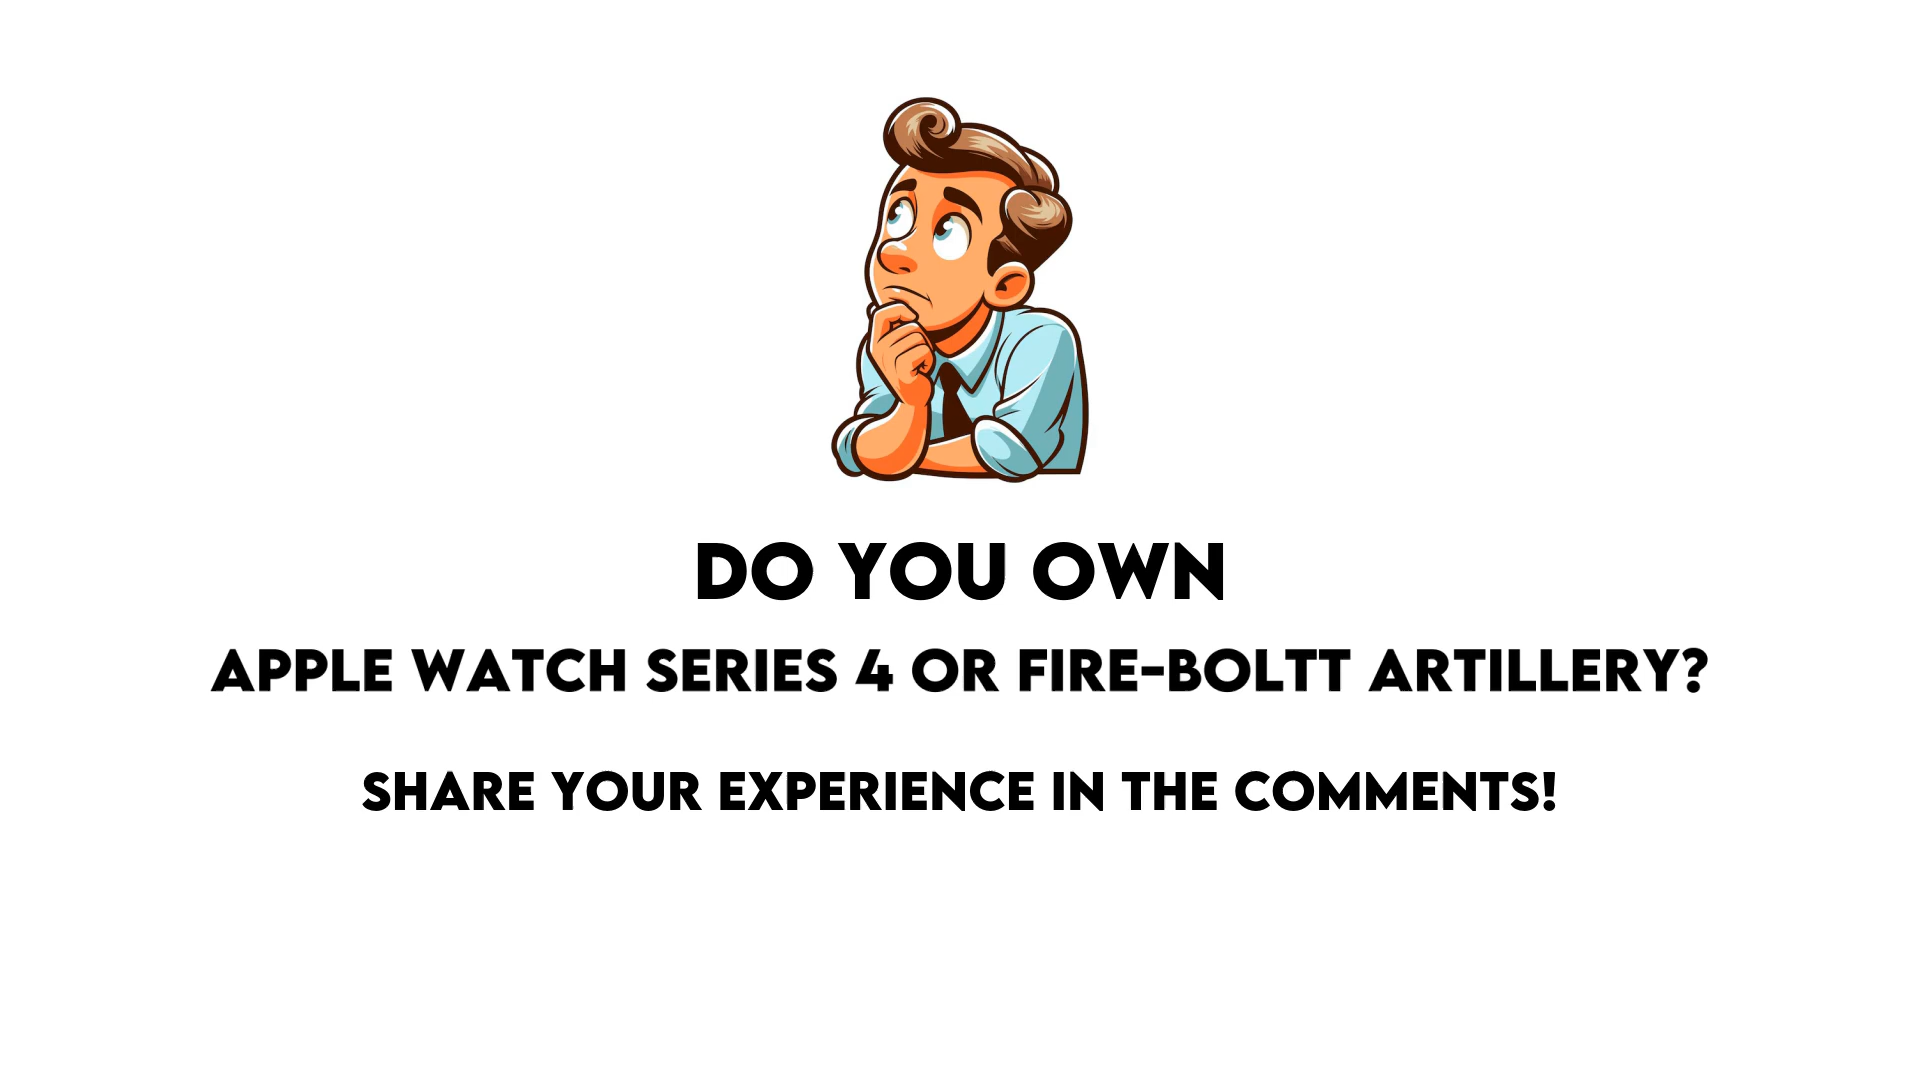 DO YOU OWN
APPLE WATCH SERIES 4 OR FIRE-BOLTT ARTILLERY?
SHARE YOUR EXPERIENCE IN THE COMMENTS!